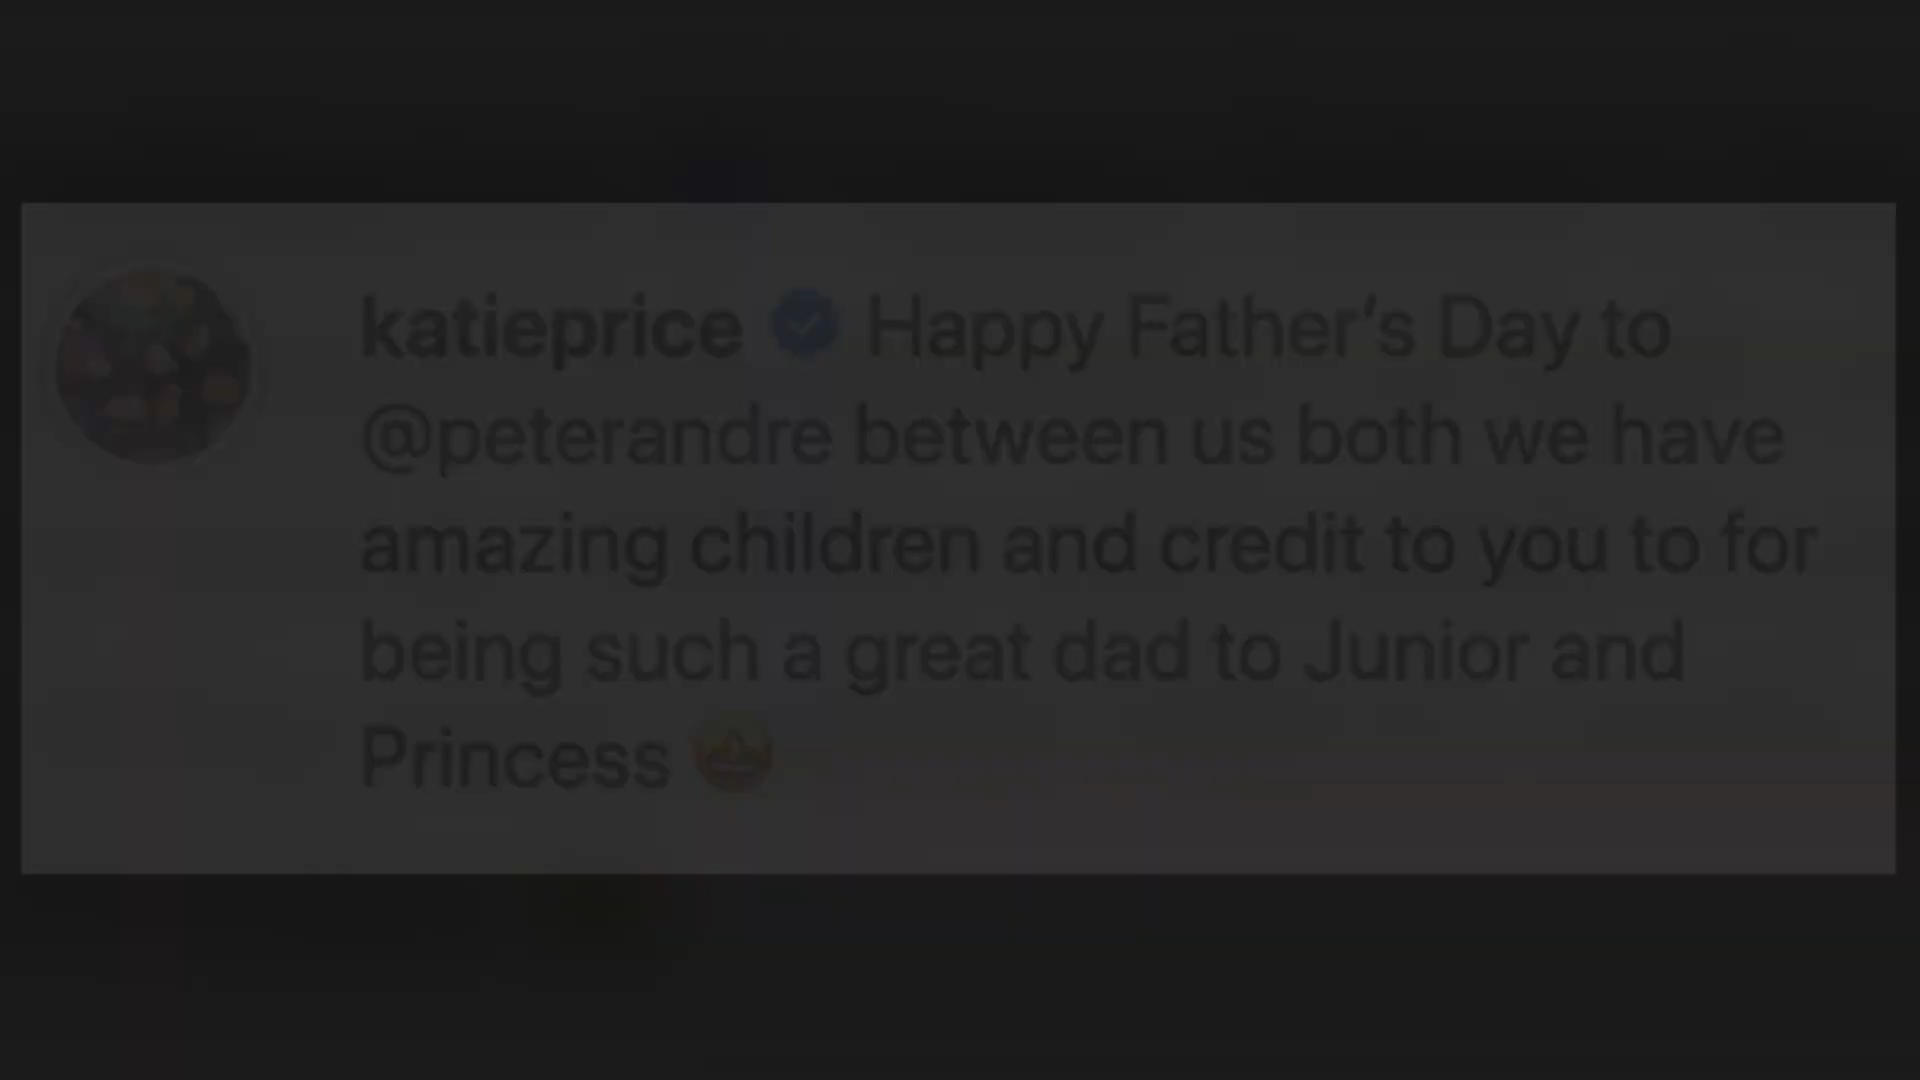 katieprice Happy Father's Day to
@peterandre between us both we have
amazing children and credit to you to for
being such a great dad to Junior and
Princess 🤩